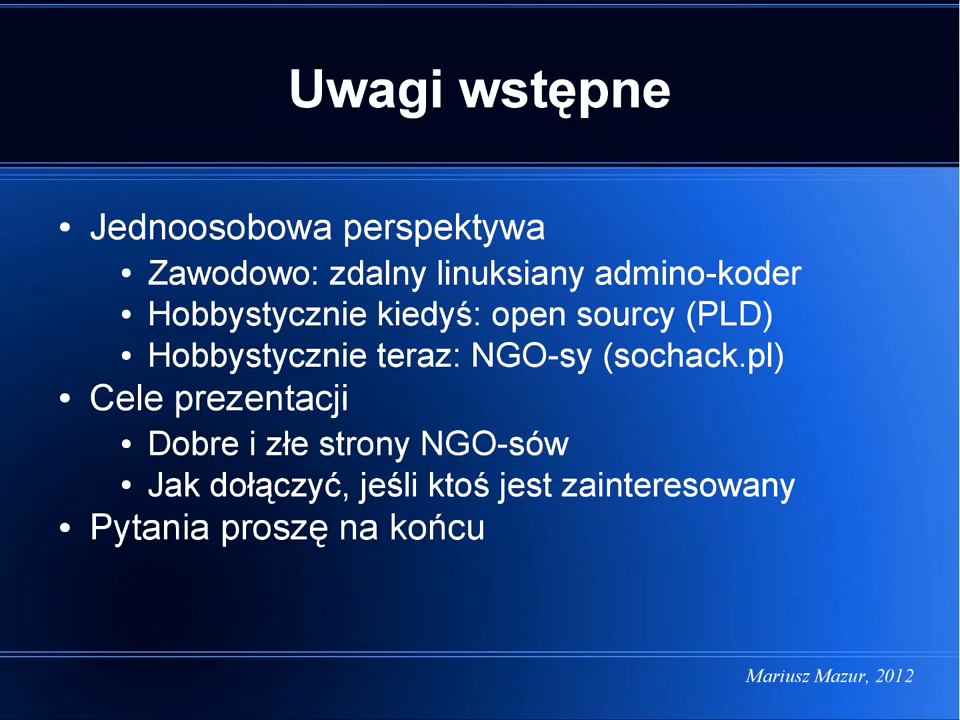 Uwagi wstępne
• Jednoosobowa perspektywa
• Zawodowo: zdalny linuksiany admino-koder
• Hobbystycznie kiedyś: open sourcy (PLD)
• Hobbystycznie teraz: NGO-sy (sochack.pl)
• Cele prezentacji
• Dobre i złe strony NGO-sów
• Jak dołączyć, jeśli ktoś jest zainteresowany
• Pytania proszę na końcu
Mariusz Mazur, 2012